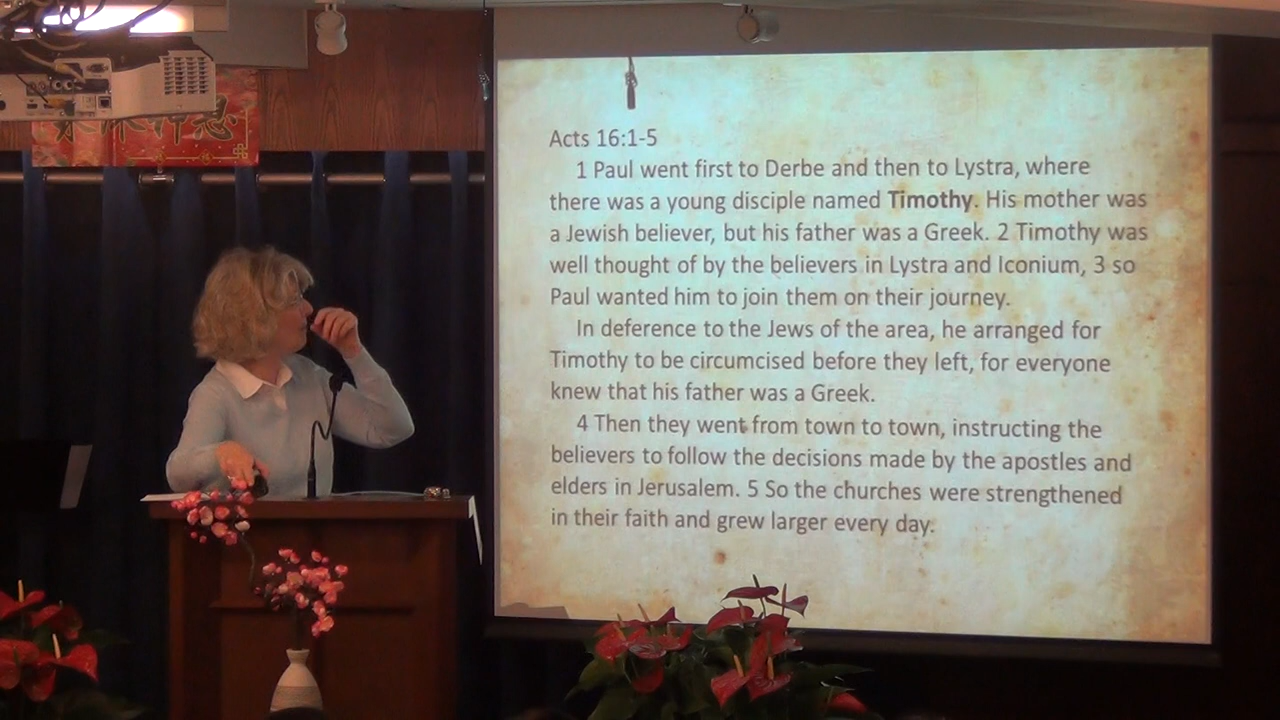 神恩
Acts 16:1-5
1 Paul went first to Derbe and then to Lystra, where
there was a young disciple named Timothy. His mother was
a Jewish believer, but his father was a Greek. 2 Timothy was
well thought of by the believers in Lystra and Iconium, 3 so
Paul wanted him to join them on their journey.
In deference to the Jews of the area, he arranged for
Timothy to be circumcised before they left, for everyone
knew that his father was a Greek.
4 Then they went from town to town, instructing the
believers to follow the decisions made by the apostles and
elders in Jerusalem. 5 So the churches were strengthened
in their faith and grew larger every day.